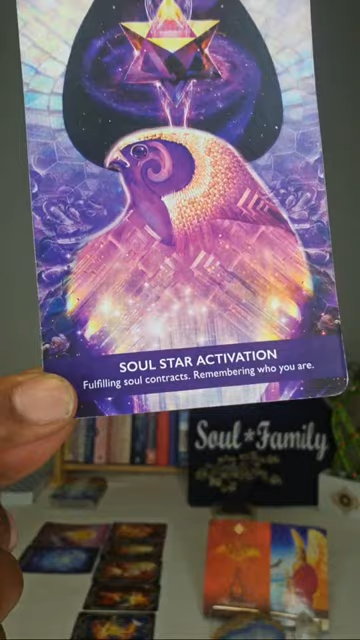 SOUL STAR ACTIVATION
Fulfilling soul contracts. Remembering who you are.
Soul*Family